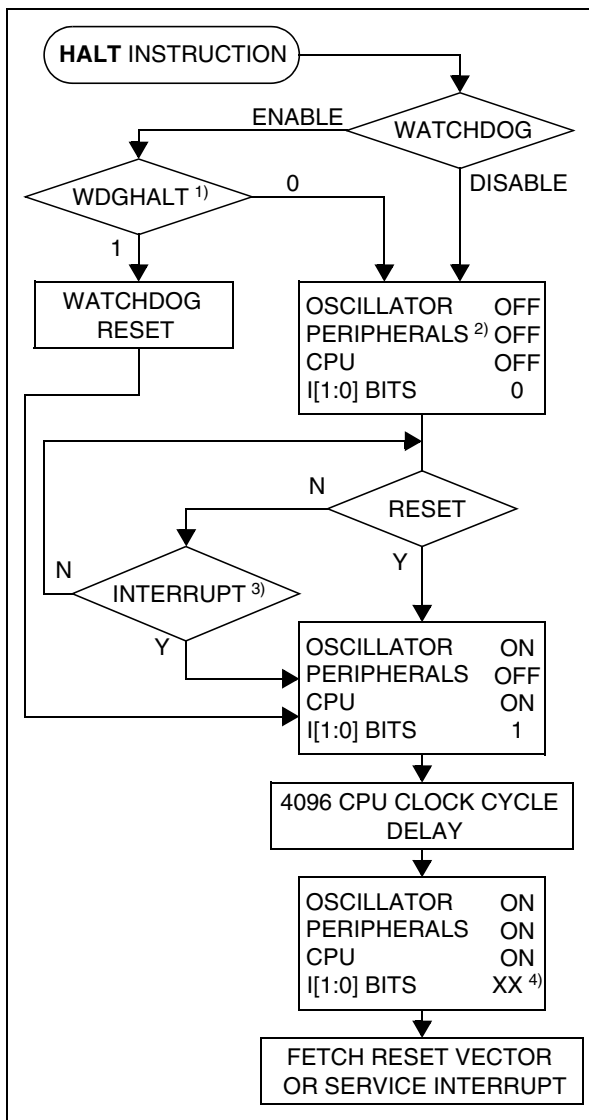 HALT INSTRUCTION
ENABLE
WATCHDOG
WDGHALT 1)
0
DISABLE
1
WATCHDOG
RESET
OSCILLATOR OFF
PERIPHERALS 2) OFF
CPU OFF
I[1:0] BITS 0
N
RESET
Y
N
INTERRUPT 3)
Y
OSCILLATOR ON
PERIPHERALS OFF
CPU ON
I[1:0] BITS 1
4096 CPU CLOCK CYCLE
DELAY
OSCILLATOR ON
PERIPHERALS ON
CPU ON
I[1:0] BITS XX 4)
FETCH RESET VECTOR
OR SERVICE INTERRUPT